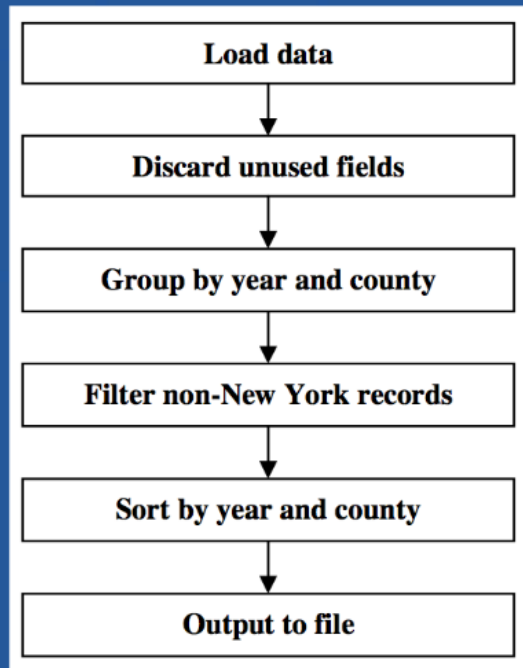 Load data
Discard unused fields
Group by year and county
Filter non-New York records
Sort by year and county
Output to file